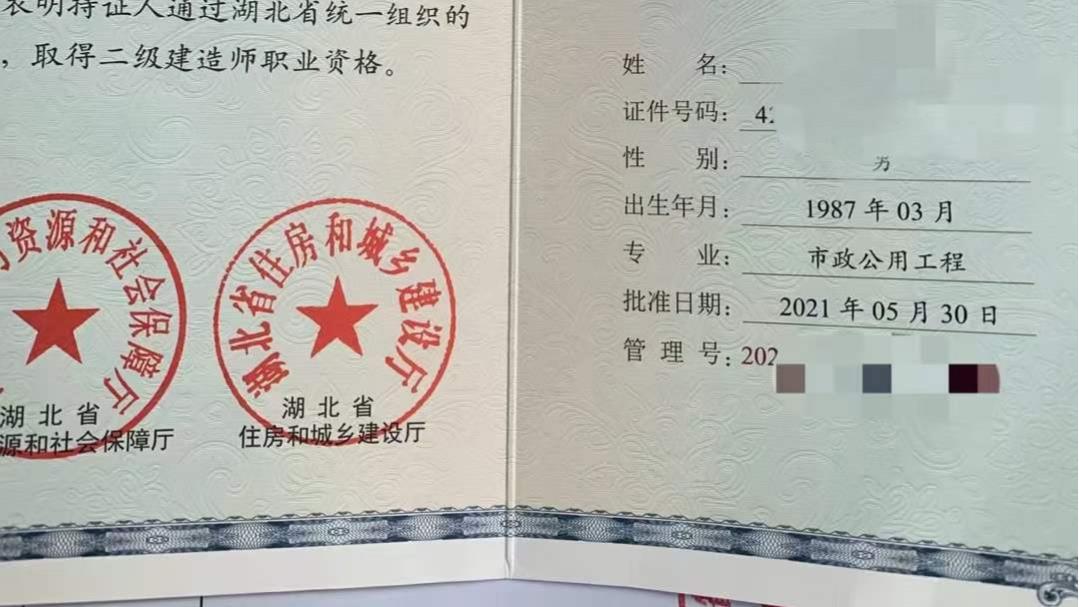 表明持证人通过湖北省统一组织的
，取得二级建造师职业资格。
资源和社会保障厅
湖北省
源和社会保障厅
湖北省住房和城乡建设厅
湖北省
住房和城乡建设厅
姓名：
证件号码：42
性别：男
出生年月：1987年03月
专业：市政公用工程
批准日期：2021年05月30日
管理号：202